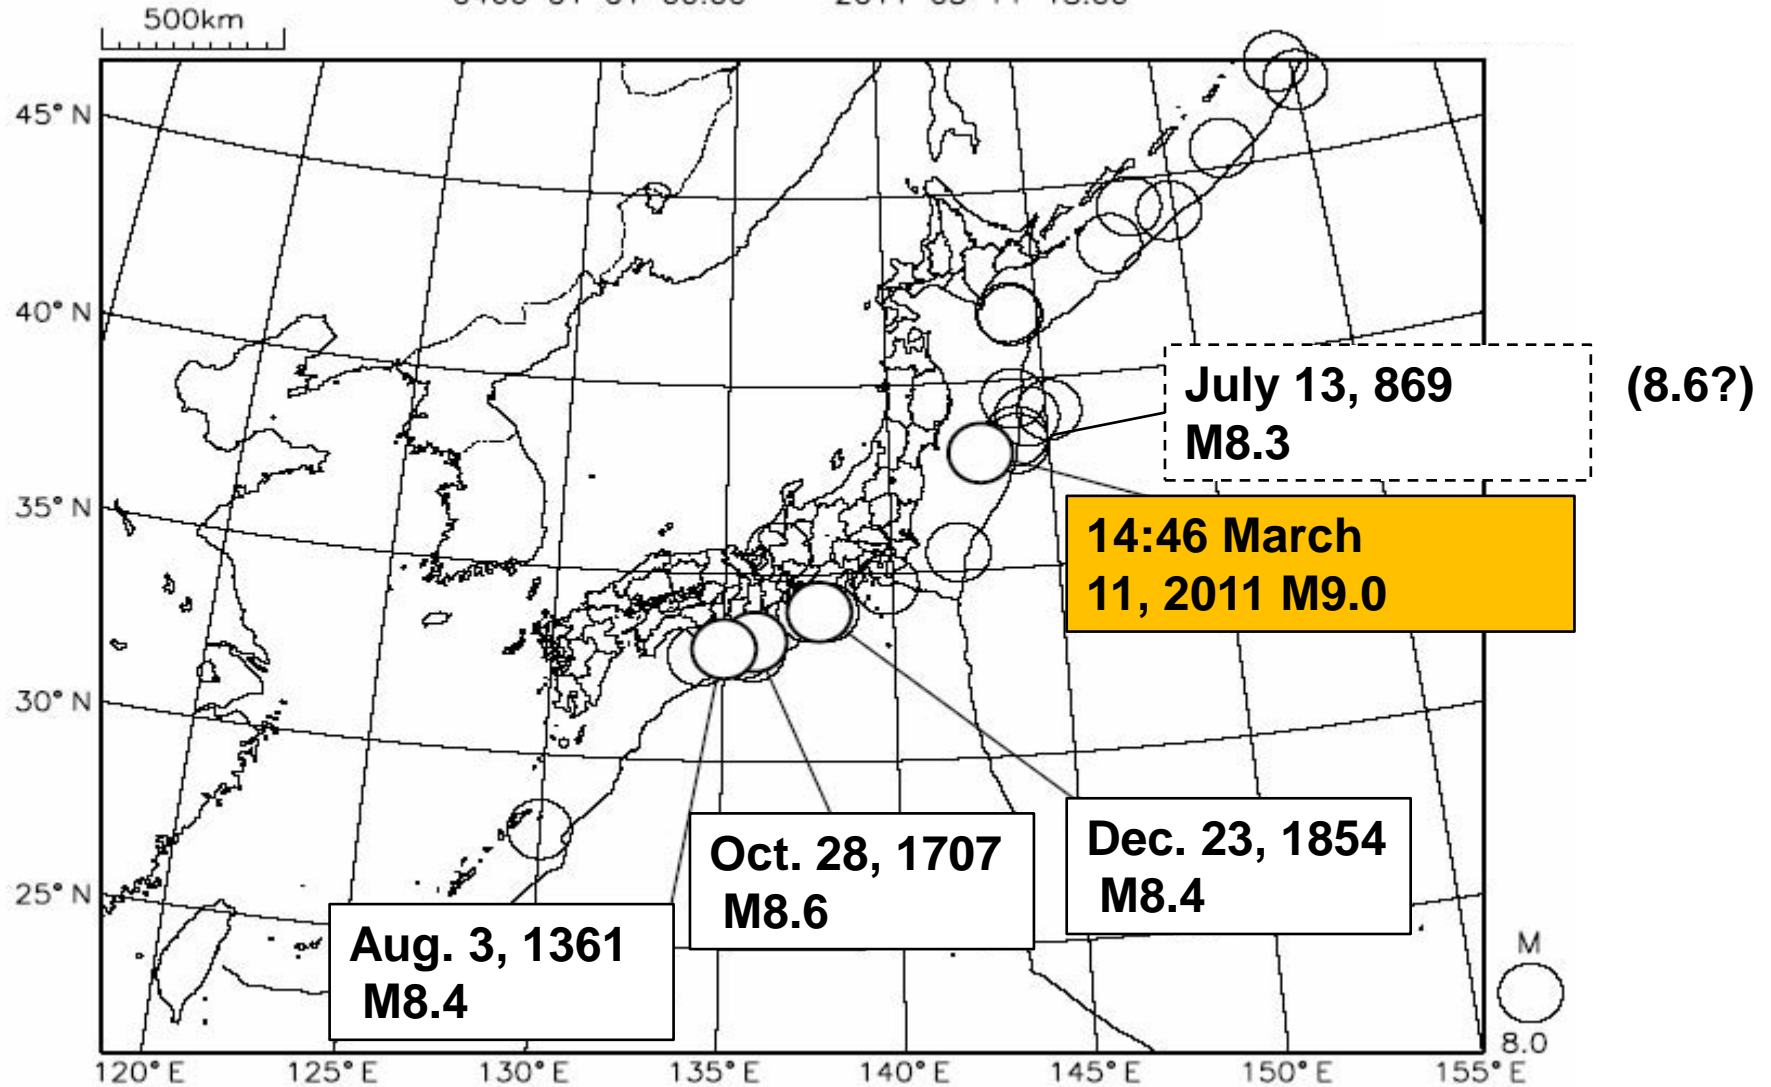 500km
45° N
40° N
35° N
30° N
25° N
120° E
125° E
130° E
135° E
140° E
145° E
150° E
155° E
July 13, 869
M8.3
(8.6?)
14:46 March
11, 2011 M9.0
Dec. 23, 1854
M8.4
Oct. 28, 1707
M8.6
Aug. 3, 1361
M8.4
M
8.0